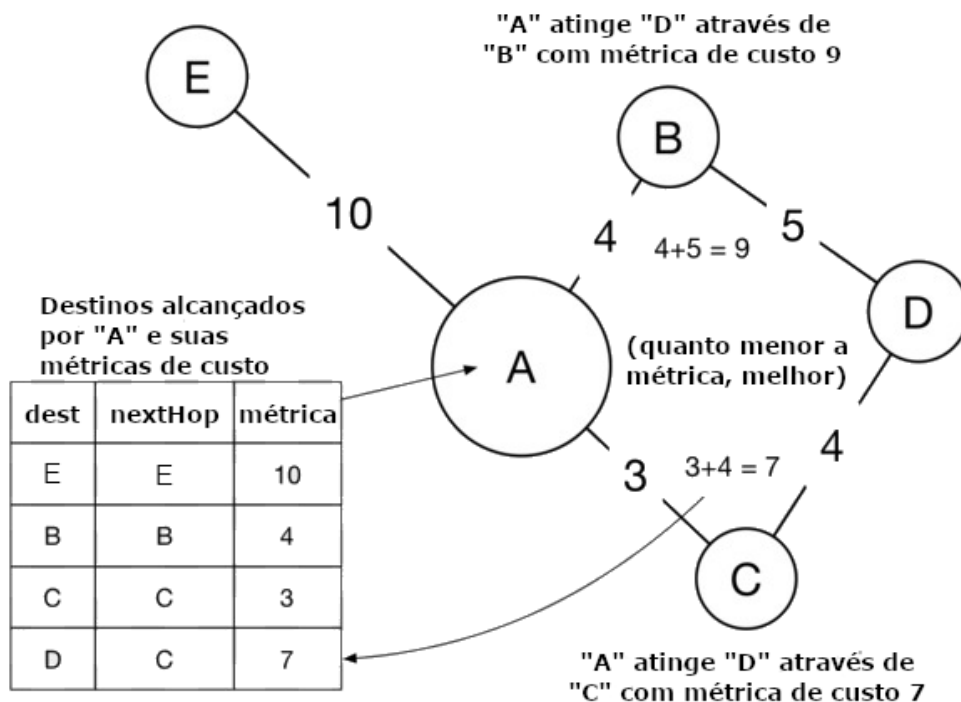 "A" atinge "D" através de
"B" com métrica de custo 9
E
B
10
4
5
4+5 = 9
D
Destinos alcançados
por "A" e suas
métricas de custo
A
(quanto menor a
métrica, melhor)
dest nextHop métrica
E E 10
B B 4
C C 3
D C 7
3
3+4 = 7
4
C
"A" atinge "D" através de
"C" com métrica de custo 7